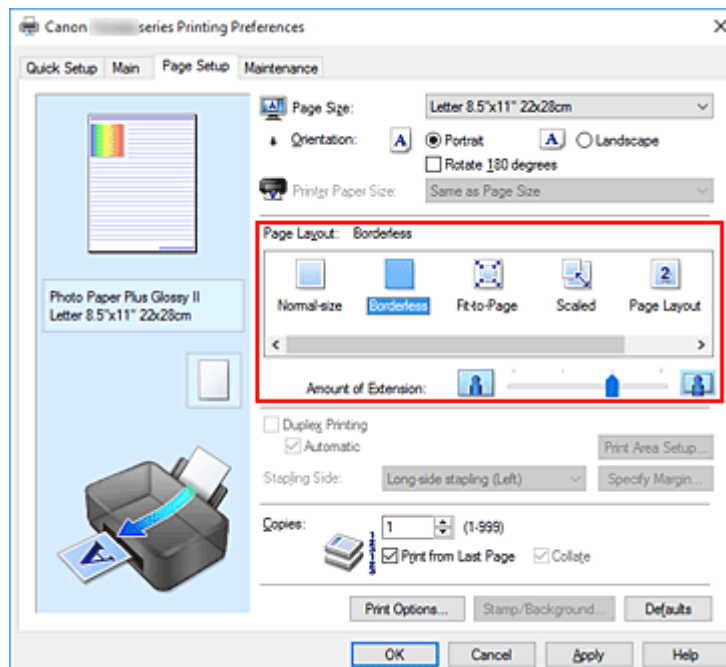 Canon series Printing Preferences
Quick Setup Main Page Setup Maintenance
Page Size: Letter 8.5"x11" 22x28cm
Orientation: A Portrait A Landscape
Rotate 180 degrees
Printer Paper Size: Same as Page Size
Page Layout: Borderless
Normal-size Borderless Fit-to-Page Scaled Page Layout
Photo Paper Plus Glossy II
Letter 8.5"x11" 22x28cm
Amount of Extension:
Duplex Printing
Automatic Print Area Setup...
Stapling Side: Long-side stapling (Left) Specify Margin...
Copies: 1 (1-999)
Print from Last Page Collate
Print Options... Stamp/Background... Defaults
OK Cancel Apply Help